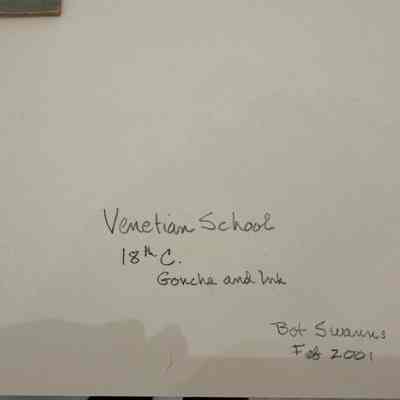 Venetian School
18th C.
Gouche and Ink
Bot Swanns
Feb 2001